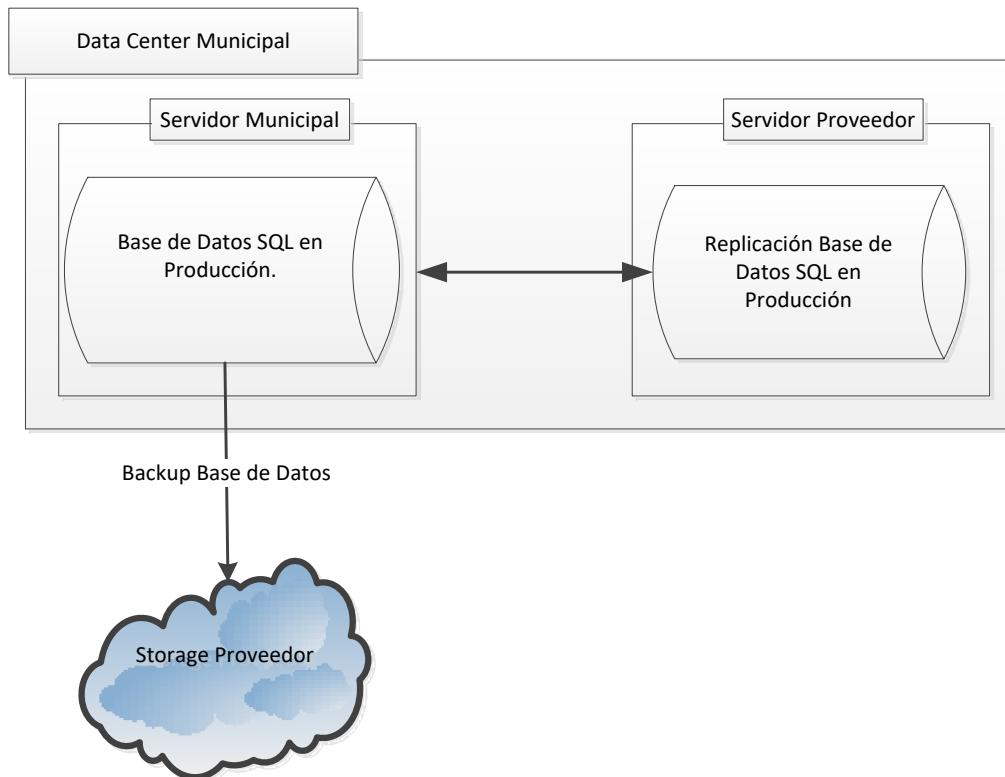 Data Center Municipal
Servidor Municipal
Servidor Proveedor
Base de Datos SQL en
Producción.
Replicación Base de
Datos SQL en
Producción
Backup Base de Datos
Storage Proveedor